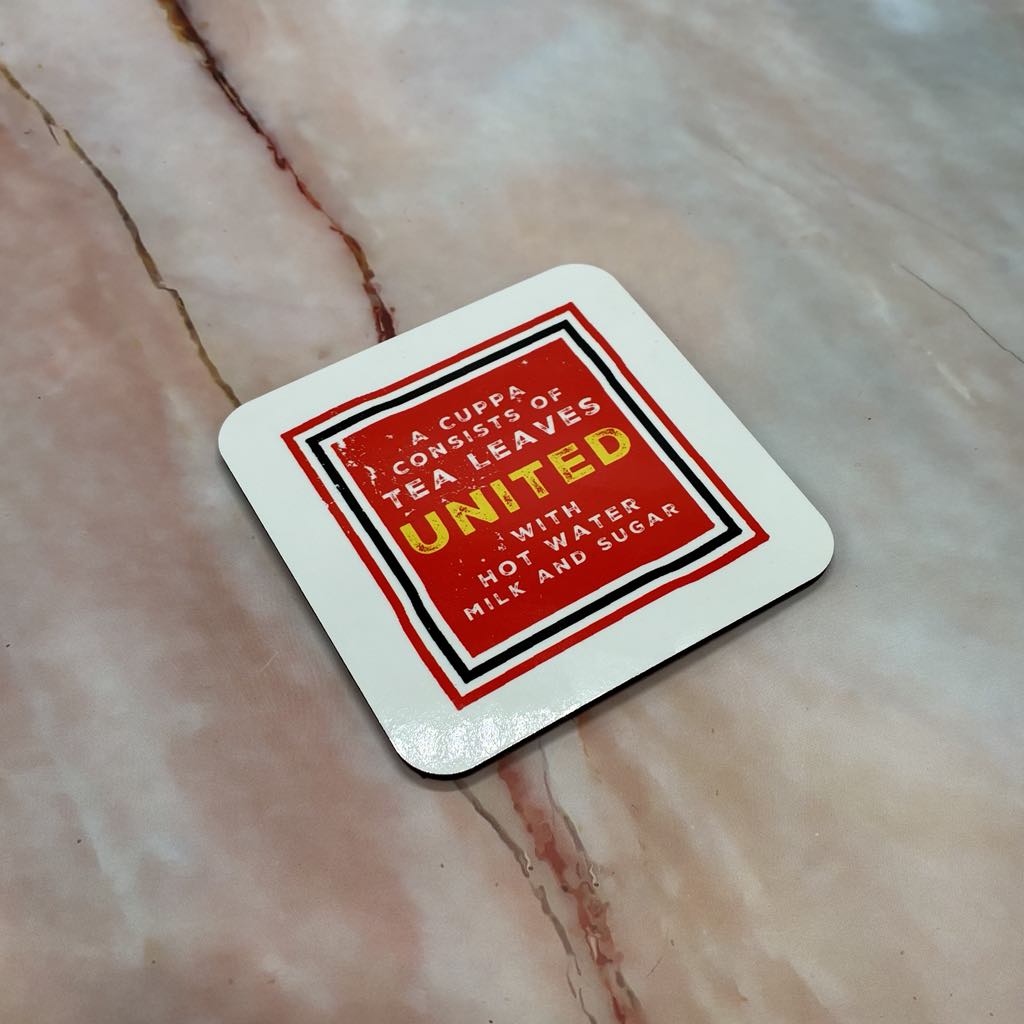 A CUPPA
CONSISTS OF
TEA LEAVES
UNITED
WITH
HOT WATER
MILK AND SUGAR